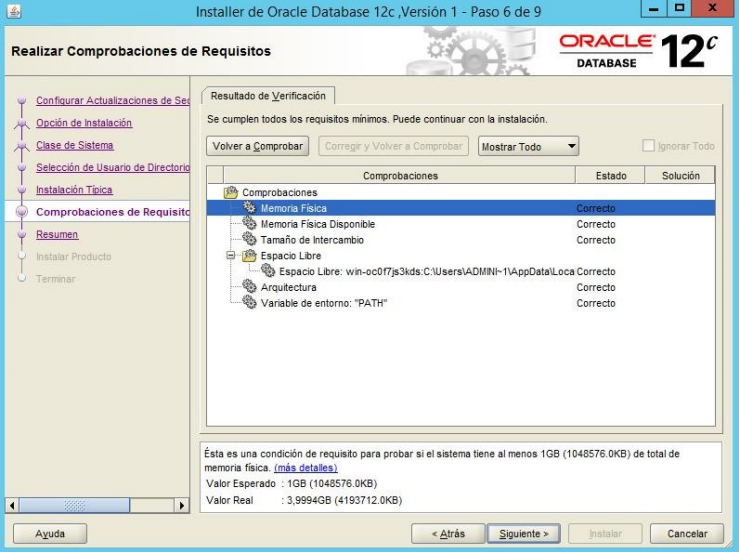 Installer de Oracle Database 12c ,Versión 1 - Paso 6 de 9
Realizar Comprobaciones de Requisitos
ORACLE
DATABASE
12c
Configurar Actualizaciones de Seg
Opción de Instalación
Clase de Sistema
Selección de Usuario de Directorio
Instalación Típica
Comprobaciones de Requisito
Resumen
Instalar Producto
Terminar
Resultado de Verificación
Se cumplen todos los requisitos mínimos. Puede continuar con la instalación.
Volver a Comprobar Corregir y Volver a Comprobar Mostrar Todo Ignorar Todo
Comprobaciones Estado Solución
Comprobaciones
Memoria Física Correcto
Memoria Física Disponible Correcto
Tamaño de Intercambio Correcto
Espacio Libre
Espacio Libre: win-oc0f7js3kds:C:\Users\ADMINI~1\AppData\Loca Correcto
Arquitectura Correcto
Variable de entorno: "PATH" Correcto
Ésta es una condición de requisito para probar si el sistema tiene al menos 1GB (1048576.0KB) de total de
memoria física. (más detalles)
Valor Esperado : 1GB (1048576.0KB)
Valor Real : 3,9994GB (4193712.0KB)
Ayuda < Atrás Siguiente > Instalar Cancelar